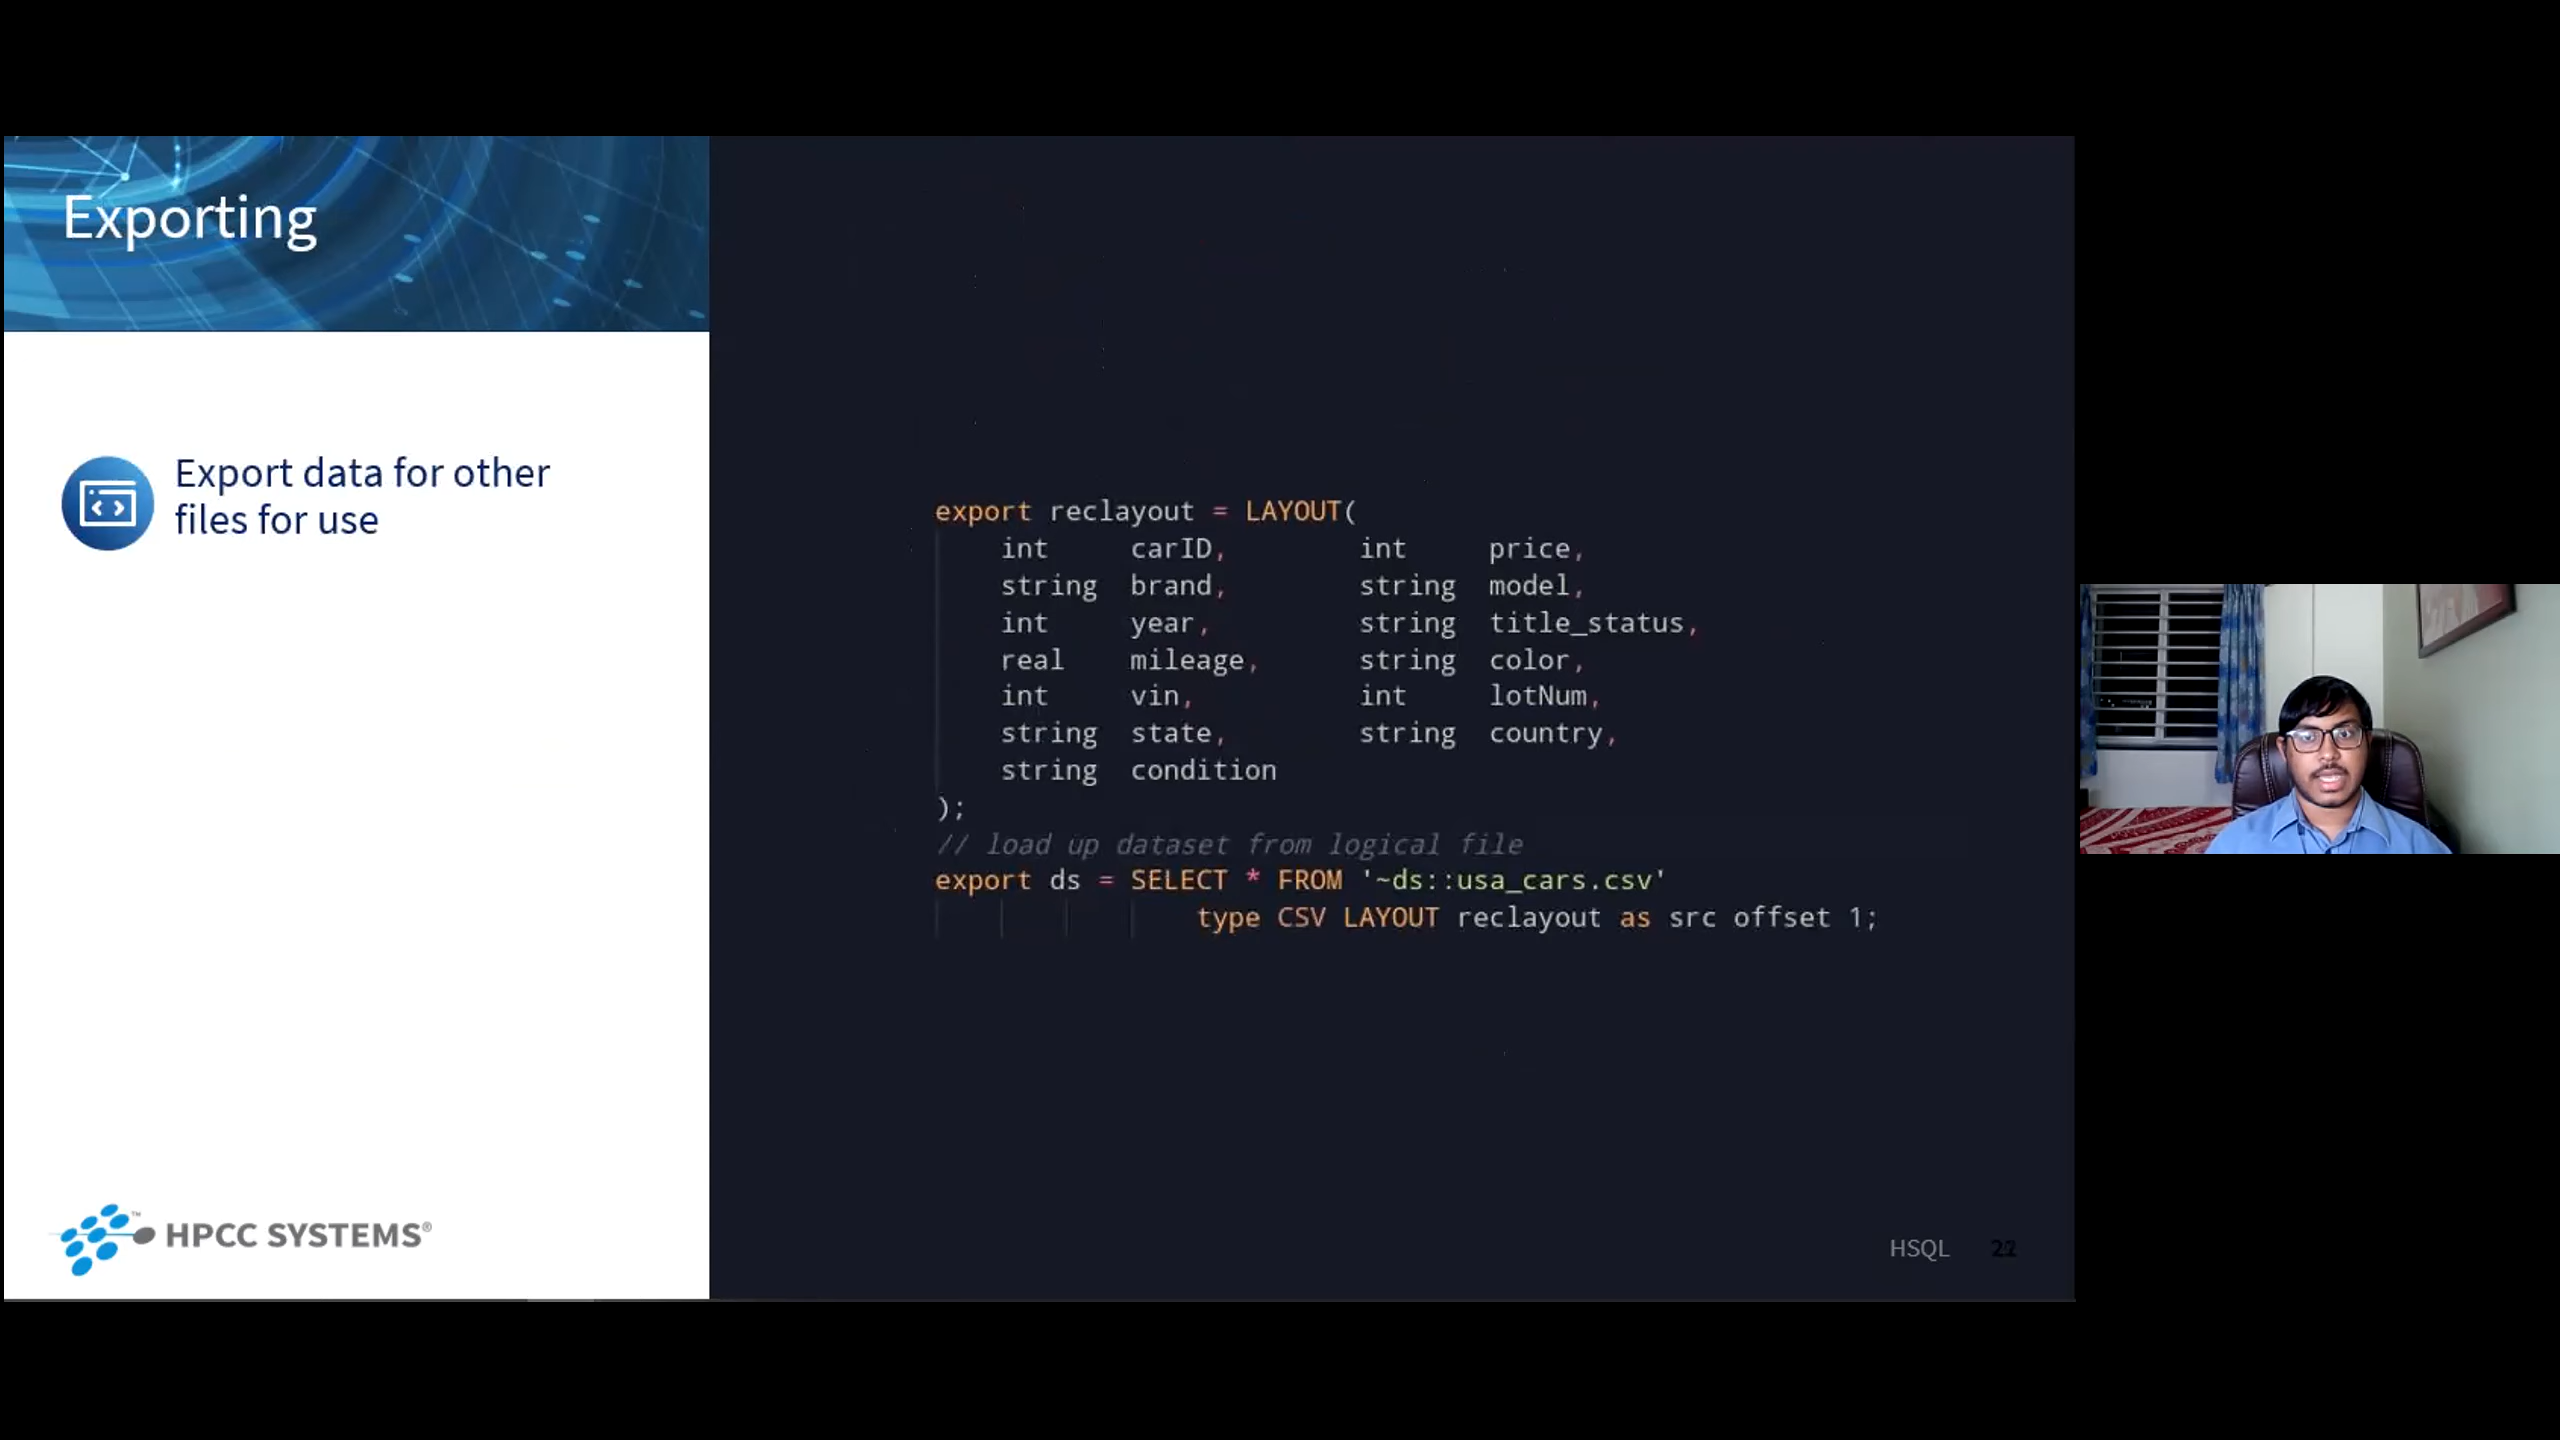 Exporting
Export data for other
files for use
export reclayout = LAYOUT(
int carID, int price,
string brand, string model,
int year, string title_status,
real mileage, string color,
int vin, int lotNum,
string state, string country,
string condition
);
// load up dataset from logical file
export ds = SELECT * FROM '~ds::usa_cars.csv'
type CSV LAYOUT reclayout as src offset 1;
HPCC SYSTEMS®
HSQL